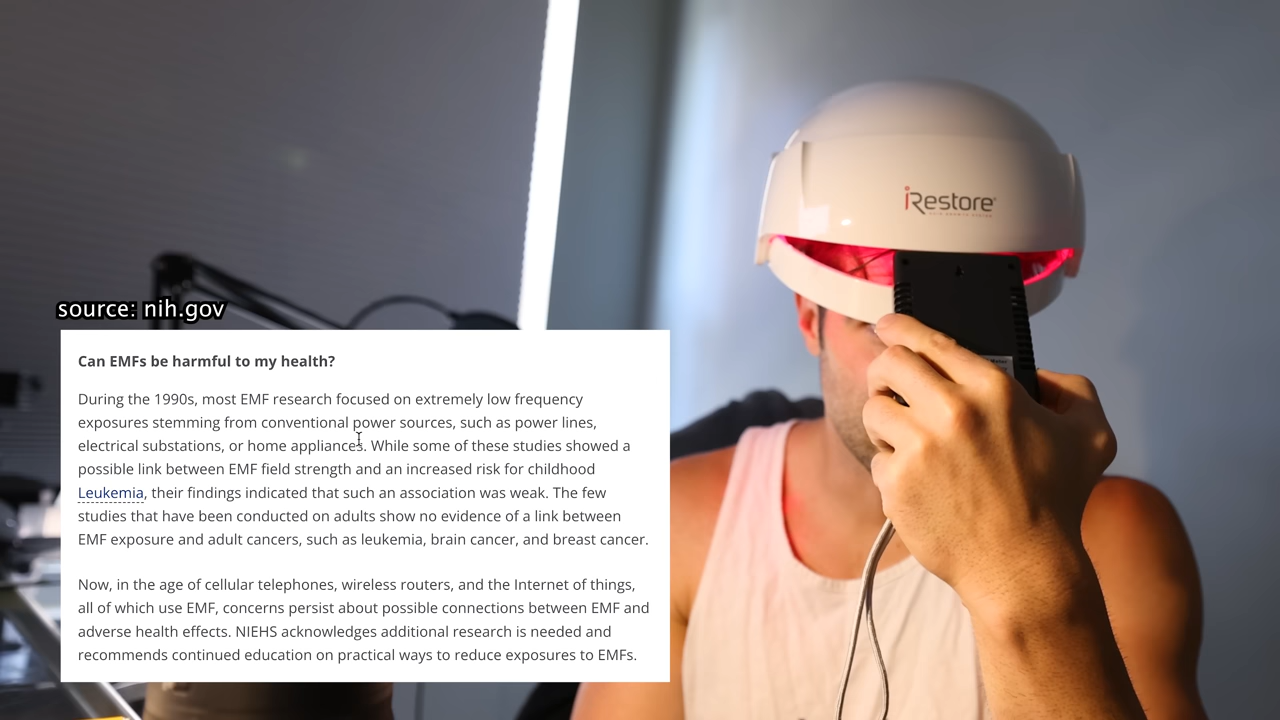 iRestore
source: nih.gov
Can EMFs be harmful to my health?
During the 1990s, most EMF research focused on extremely low frequency
exposures stemming from conventional power sources, such as power lines,
electrical substations, or home appliances. While some of these studies showed a
possible link between EMF field strength and an increased risk for childhood
Leukemia, their findings indicated that such an association was weak. The few
studies that have been conducted on adults show no evidence of a link between
EMF exposure and adult cancers, such as leukemia, brain cancer, and breast cancer.
Now, in the age of cellular telephones, wireless routers, and the Internet of things,
all of which use EMF, concerns persist about possible connections between EMF and
adverse health effects. NIEHS acknowledges additional research is needed and
recommends continued education on practical ways to reduce exposures to EMFs.